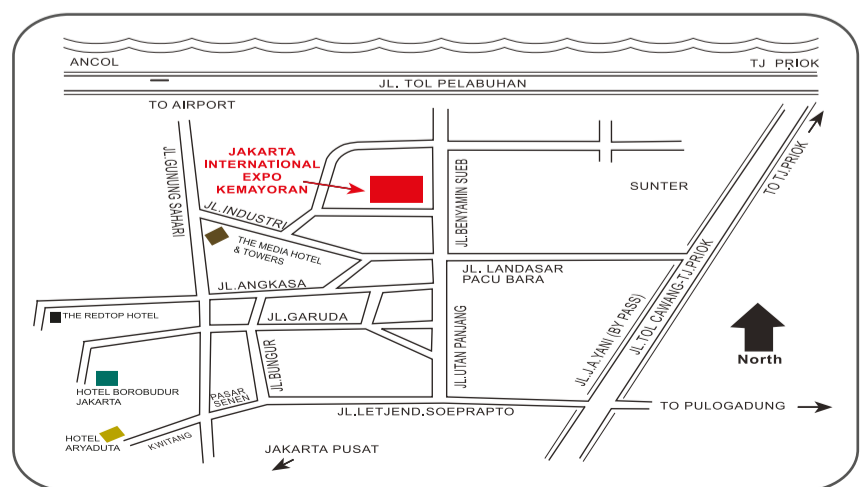 ANCOL
TJ PRIOK
JL. TOL PELABUHAN
TO AIRPORT
JL.GUNUNG SAHARI
JAKARTA
INTERNATIONAL
EXPO
KEMAYORAN
JL.BENYAMIN SUEB
SUNTER
TO TJ.PRIOK
JL.INDUSTRI
THE MEDIA HOTEL
& TOWERS
JL.ANGKASA
JL. LANDASAR
PACU BARA
THE REDTOP HOTEL
JL.GARUDA
JL.BUNGUR
JL.UTAN PANJANG
JL.J.A.YANI (BY PASS)
JL.TOL CAWANG-TJ.PRIOK
North
HOTEL BOROBUDUR
JAKARTA
PASAR
SENEN
JL.LETJEND.SOEPRAPTO
TO PULOGADUNG
HOTEL
ARYADUTA
KWITANG
JAKARTA PUSAT